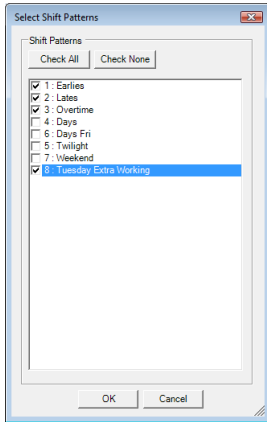 Select Shift Patterns
Shift Patterns
Check All Check None
1 : Earlies
2 : Lates
3 : Overtime
4 : Days
6 : Days Fri
5 : Twilight
7 : Weekend
8 : Tuesday Extra Working
OK Cancel